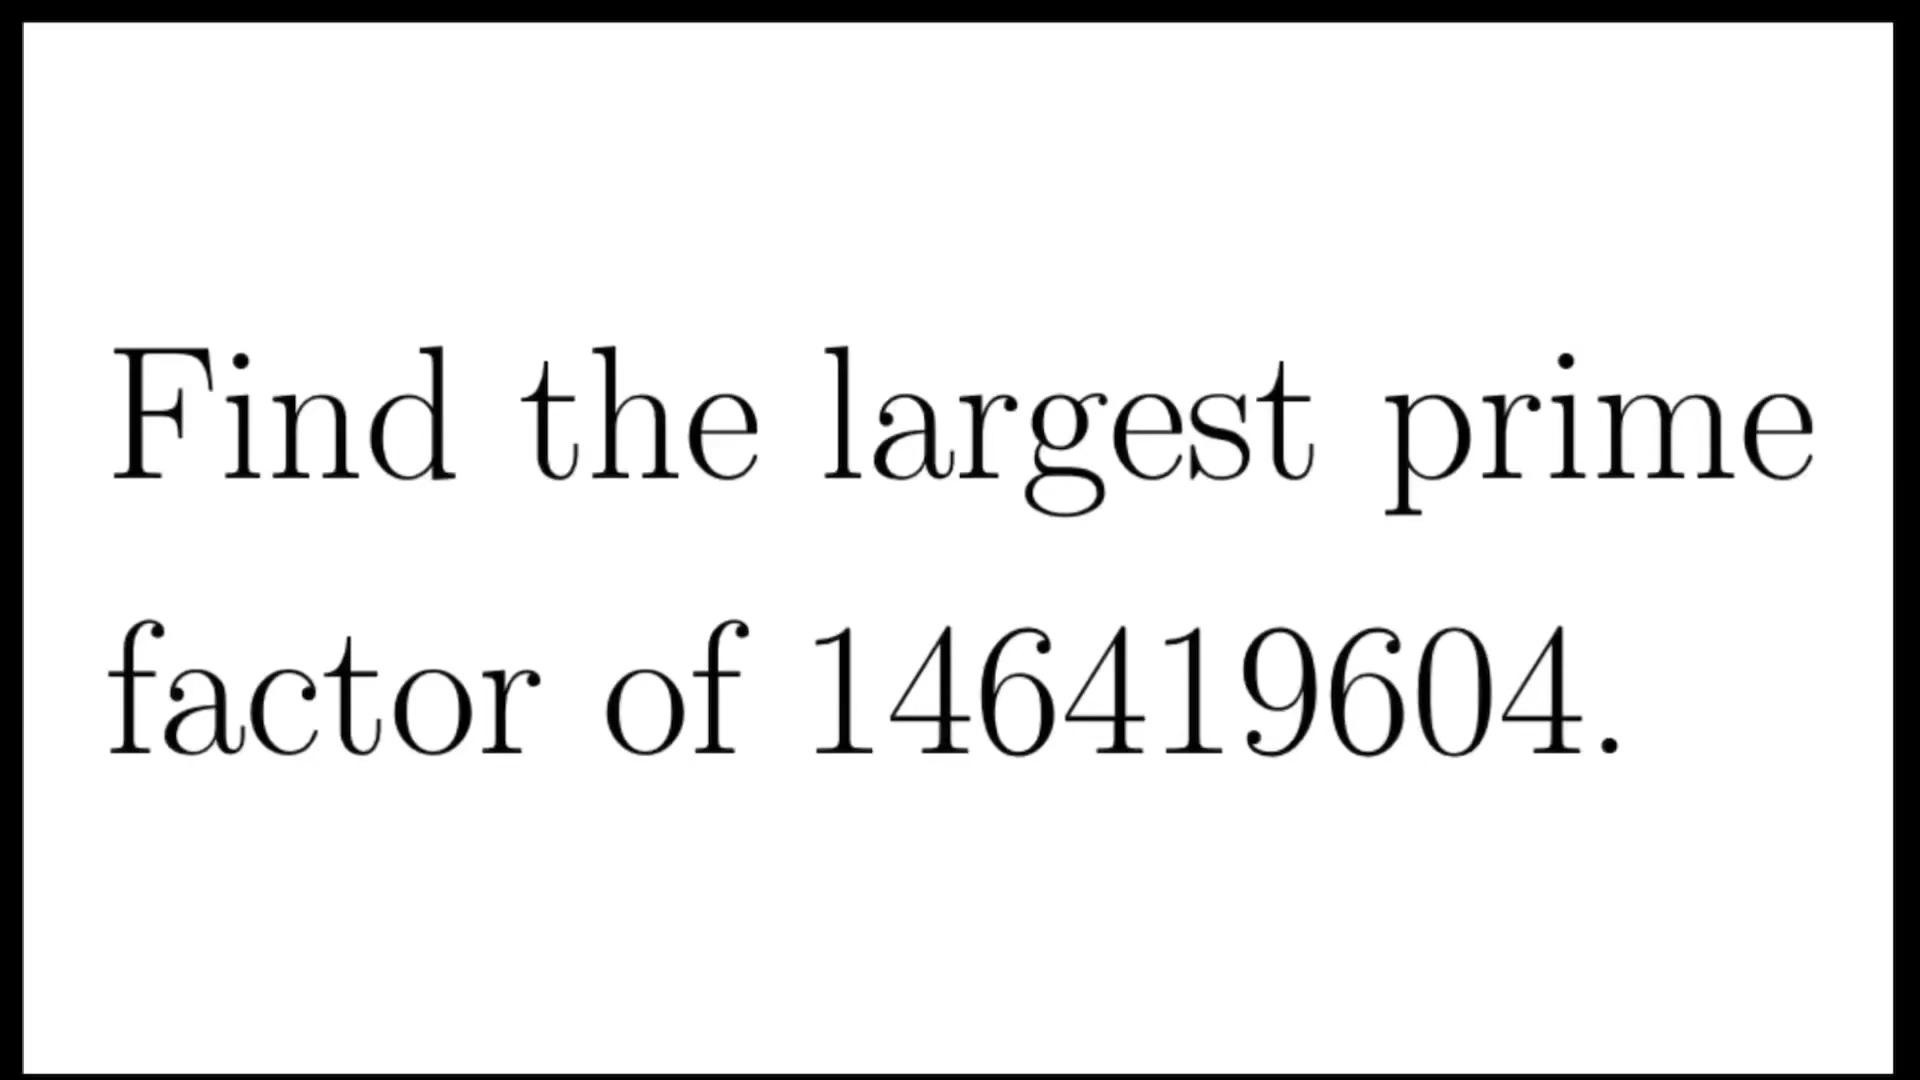 Find the largest prime
factor of 146419604.